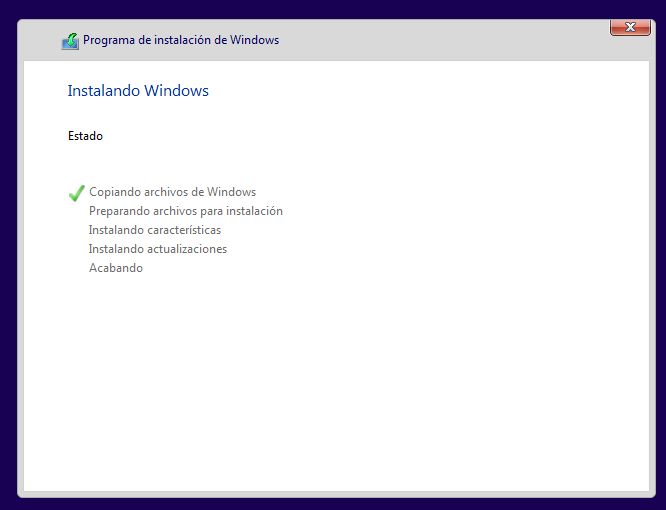 Programa de instalación de Windows
Instalando Windows
Estado
Copiando archivos de Windows
Preparando archivos para instalación
Instalando características
Instalando actualizaciones
Acabando